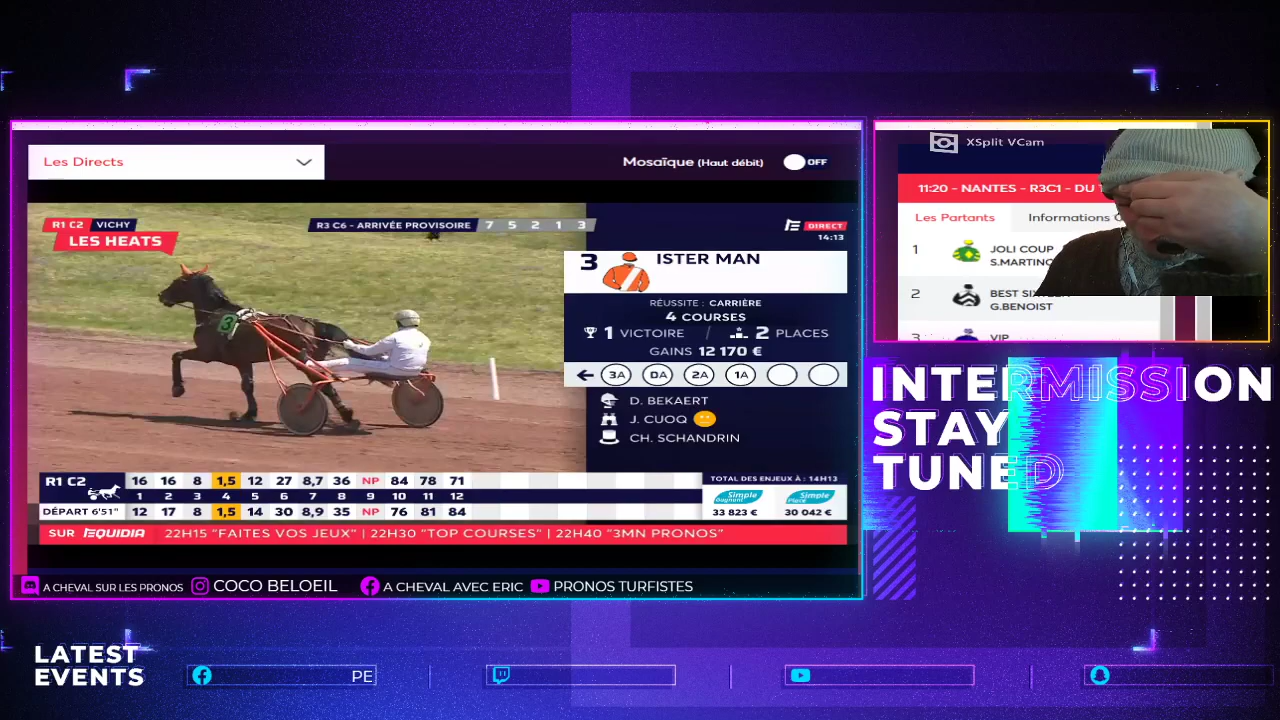 Les Directs
Mosaïque (Haut débit)
OFF
R1 C2 VICHY
LES HEATS
R3 C6 - ARRIVÉE PROVISOIRE 7 5 2 1 3
DIRECT
14:13
3 ISTER MAN
RÉUSSITE : CARRIÈRE
4 COURSES
1 VICTOIRE / 2 PLACES
GAINS 12 170 €
3A DA 2A 1A
D. BEKAERT
J. CUOQ
CH. SCHANDRIN
R1 C2 16 16 8 1,5 12 27 8,7 36 NP 84 78 71
1 2 3 4 5 6 7 8 9 10 11 12
DÉPART 6'51" 12 17 8 1,5 14 30 8,9 35 NP 76 81 84
TOTAL DES ENJEUX À : 14H13
Simple Gagnant Simple Placé
33 823 € 30 042 €
SUR EQUIDIA 22H15 "FAITES VOS JEUX" | 22H30 "TOP COURSES" | 22H40 "3MN PRONOS"
A CHEVAL SUR LES PRONOS COCO BELOEIL A CHEVAL AVEC ERIC PRONOS TURFISTES
XSplit VCam
11:20 - NANTES - R3C1 - DU
Les Partants Informations
1 JOLI COUP
S.MARTINO
2 BEST
G.BENOIST
3 VIP
INTERMISSION
STAY
TUNED
LATEST
EVENTS
PE